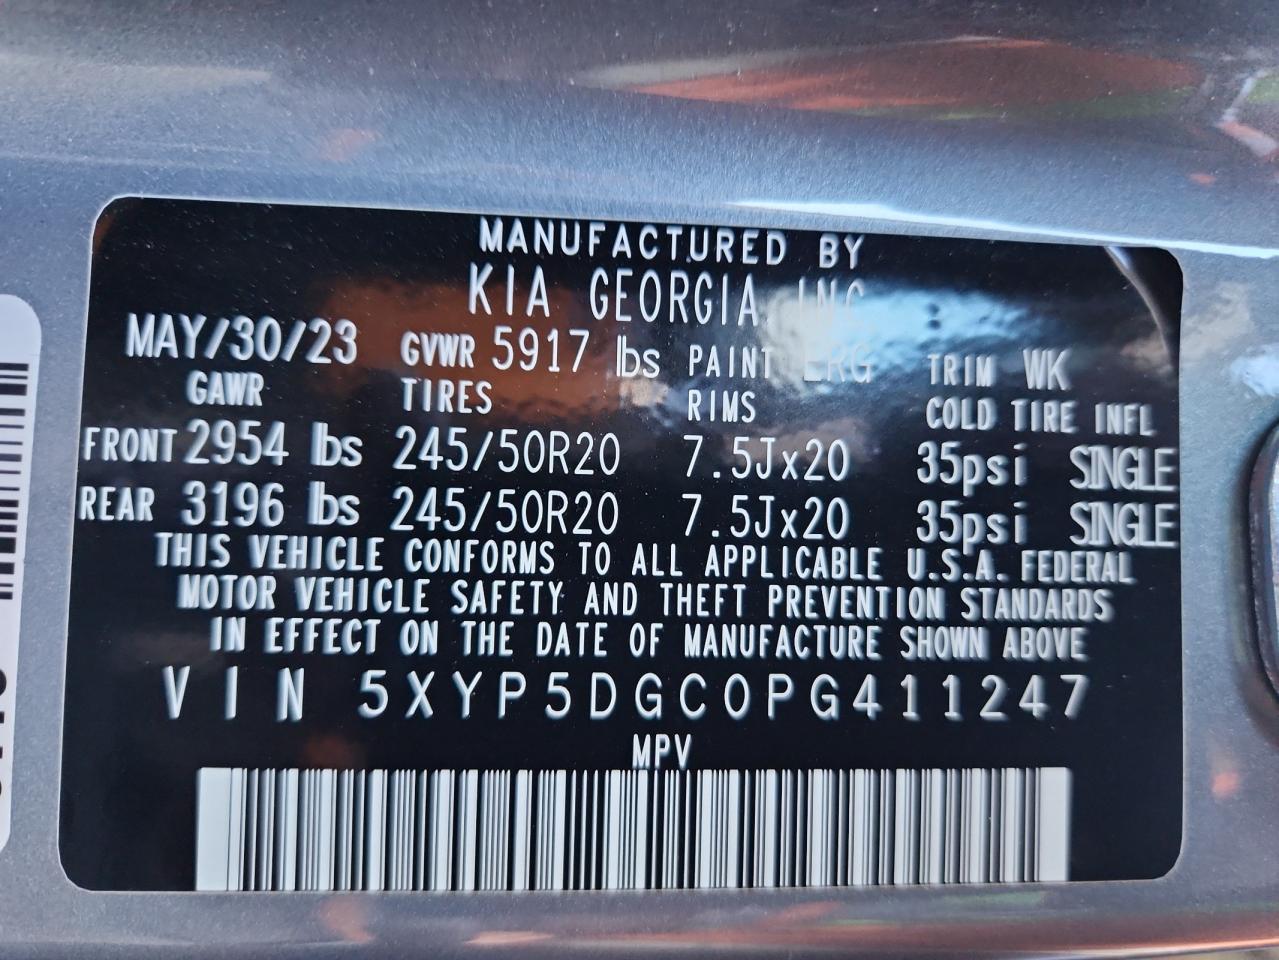 MANUFACTURED BY
KIA GEORGIA, INC.
MAY/30/23 GVWR 5917 lbs PAINT ERG TRIM WK
GAWR TIRES RIMS COLD TIRE INFL
FRONT 2954 lbs 245/50R20 7.5Jx20 35psi SINGLE
REAR 3196 lbs 245/50R20 7.5Jx20 35psi SINGLE
THIS VEHICLE CONFORMS TO ALL APPLICABLE U.S.A. FEDERAL
MOTOR VEHICLE SAFETY AND THEFT PREVENTION STANDARDS
IN EFFECT ON THE DATE OF MANUFACTURE SHOWN ABOVE
VIN 5XYP5DGC0PG411247
MPV